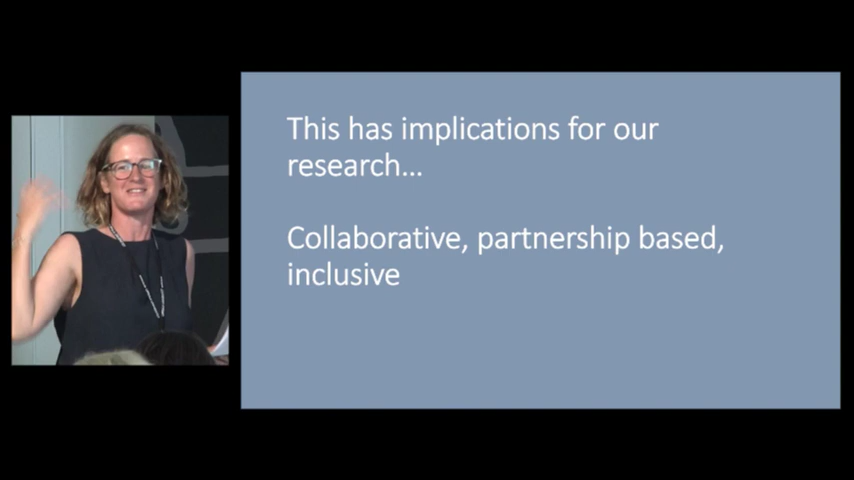 This has implications for our
research...
Collaborative, partnership based,
inclusive